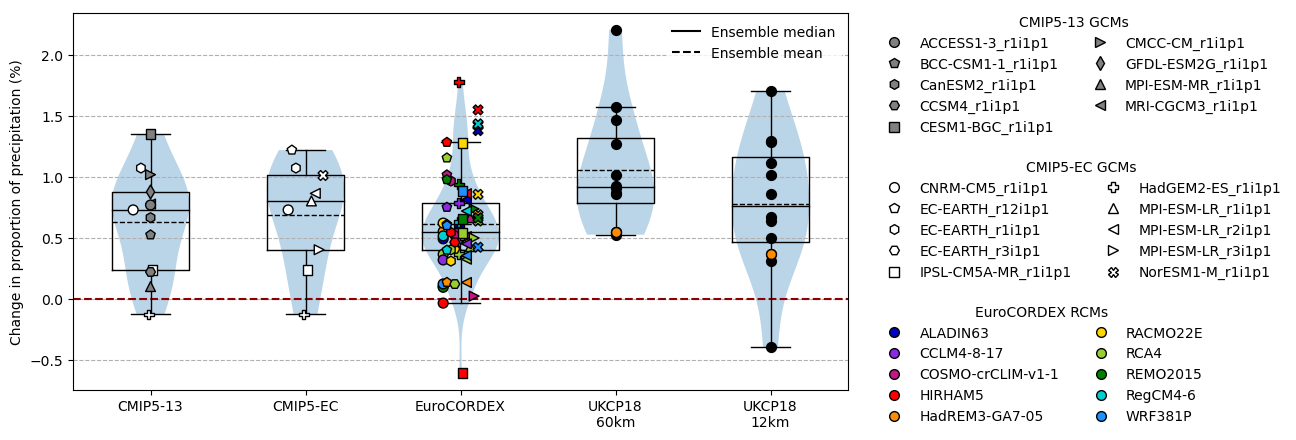 Change in proportion of precipitation (%)
2.0
1.5
1.0
0.5
0.0
−0.5
Ensemble median
Ensemble mean
CMIP5-13
CMIP5-EC
EuroCORDEX
UKCP18
60km
UKCP18
12km
CMIP5-13 GCMs
ACCESS1-3_r1i1p1
BCC-CSM1-1_r1i1p1
CanESM2_r1i1p1
CCSM4_r1i1p1
CESM1-BGC_r1i1p1
CMCC-CM_r1i1p1
GFDL-ESM2G_r1i1p1
MPI-ESM-MR_r1i1p1
MRI-CGCM3_r1i1p1
CMIP5-EC GCMs
CNRM-CM5_r1i1p1
EC-EARTH_r12i1p1
EC-EARTH_r1i1p1
EC-EARTH_r3i1p1
IPSL-CM5A-MR_r1i1p1
HadGEM2-ES_r1i1p1
MPI-ESM-LR_r1i1p1
MPI-ESM-LR_r2i1p1
MPI-ESM-LR_r3i1p1
NorESM1-M_r1i1p1
EuroCORDEX RCMs
ALADIN63
CCLM4-8-17
COSMO-crCLIM-v1-1
HIRHAM5
HadREM3-GA7-05
RACMO22E
RCA4
REMO2015
RegCM4-6
WRF381P